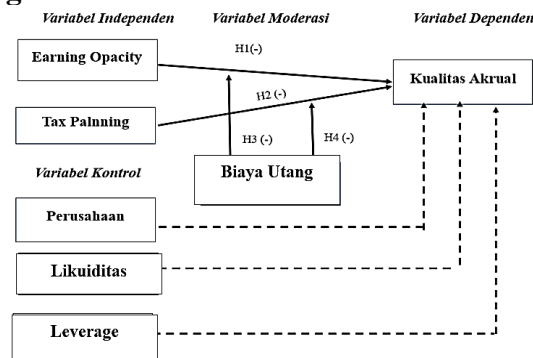 Variabel Independen Variabel Moderasi Variabel Dependen
Earning Opacity
H1(-)
Kualitas Akrual
H2 (-)
Tax Palnning
H3 (-) H4 (-)
Variabel Kontrol
Biaya Utang
Perusahaan
Likuiditas
Leverage